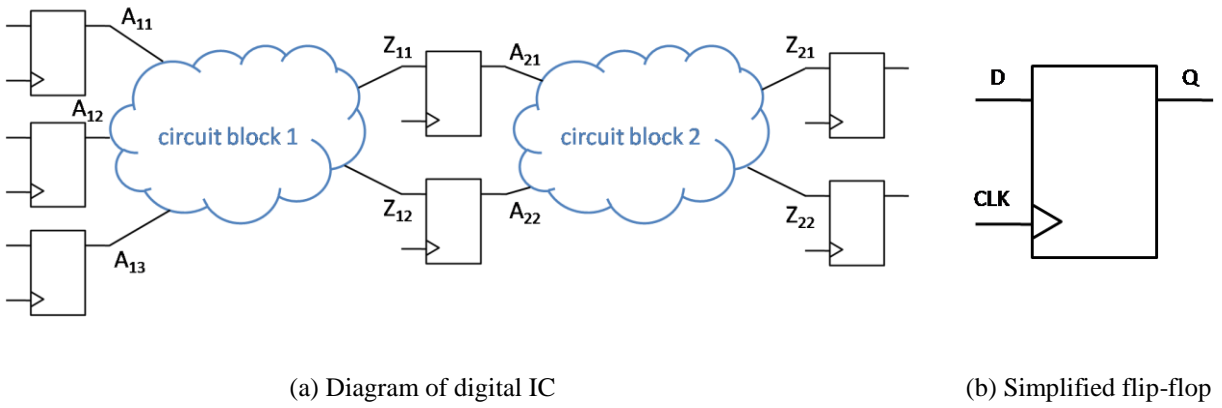 A11
A12
A13
circuit block 1
Z11
Z12
A21
A22
circuit block 2
Z21
Z22
D
Q
CLK
(a) Diagram of digital IC
(b) Simplified flip-flop